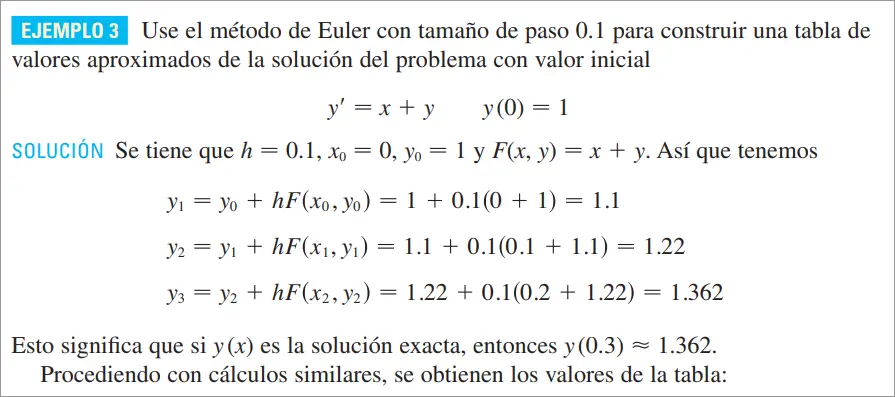 EJEMPLO 3 Use el método de Euler con tamaño de paso 0.1 para construir una tabla de
valores aproximados de la solución del problema con valor inicial
y′ = x + y y(0) = 1
SOLUCIÓN Se tiene que h = 0.1, x₀ = 0, y₀ = 1 y F(x, y) = x + y. Así que tenemos
y₁ = y₀ + hF(x₀, y₀) = 1 + 0.1(0 + 1) = 1.1
y₂ = y₁ + hF(x₁, y₁) = 1.1 + 0.1(0.1 + 1.1) = 1.22
y₃ = y₂ + hF(x₂, y₂) = 1.22 + 0.1(0.2 + 1.22) = 1.362
Esto significa que si y(x) es la solución exacta, entonces y(0.3) ≈ 1.362.
Procediendo con cálculos similares, se obtienen los valores de la tabla: